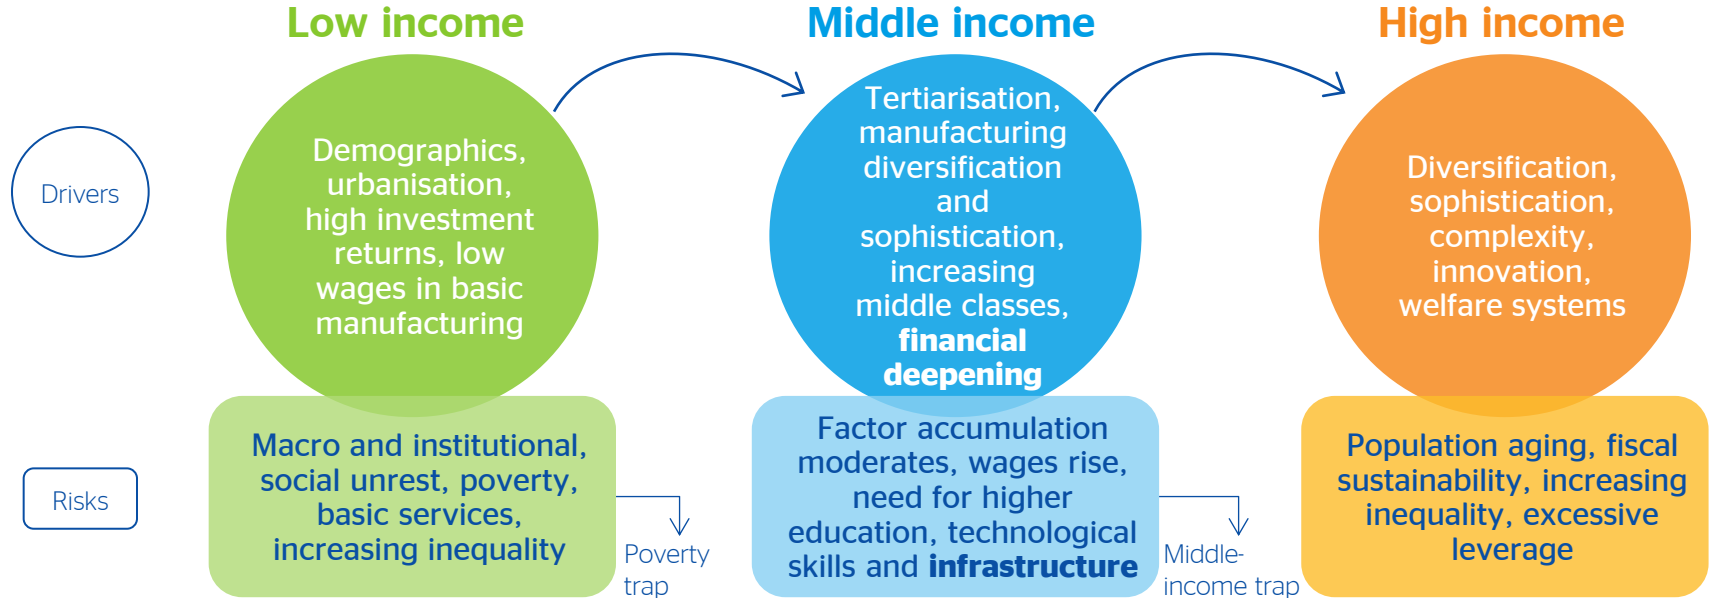 Low income
Middle income
High income
Drivers
Demographics,
urbanisation,
high investment
returns, low
wages in basic
manufacturing
Tertiarisation,
manufacturing
diversification
and
sophistication,
increasing
middle classes,
financial
deepening
Diversification,
sophistication,
complexity,
innovation,
welfare systems
Risks
Macro and institutional,
social unrest, poverty,
basic services,
increasing inequality
Poverty
trap
Factor accumulation
moderates, wages rise,
need for higher
education, technological
skills and infrastructure
Middle-
income trap
Population aging, fiscal
sustainability, increasing
inequality, excessive
leverage